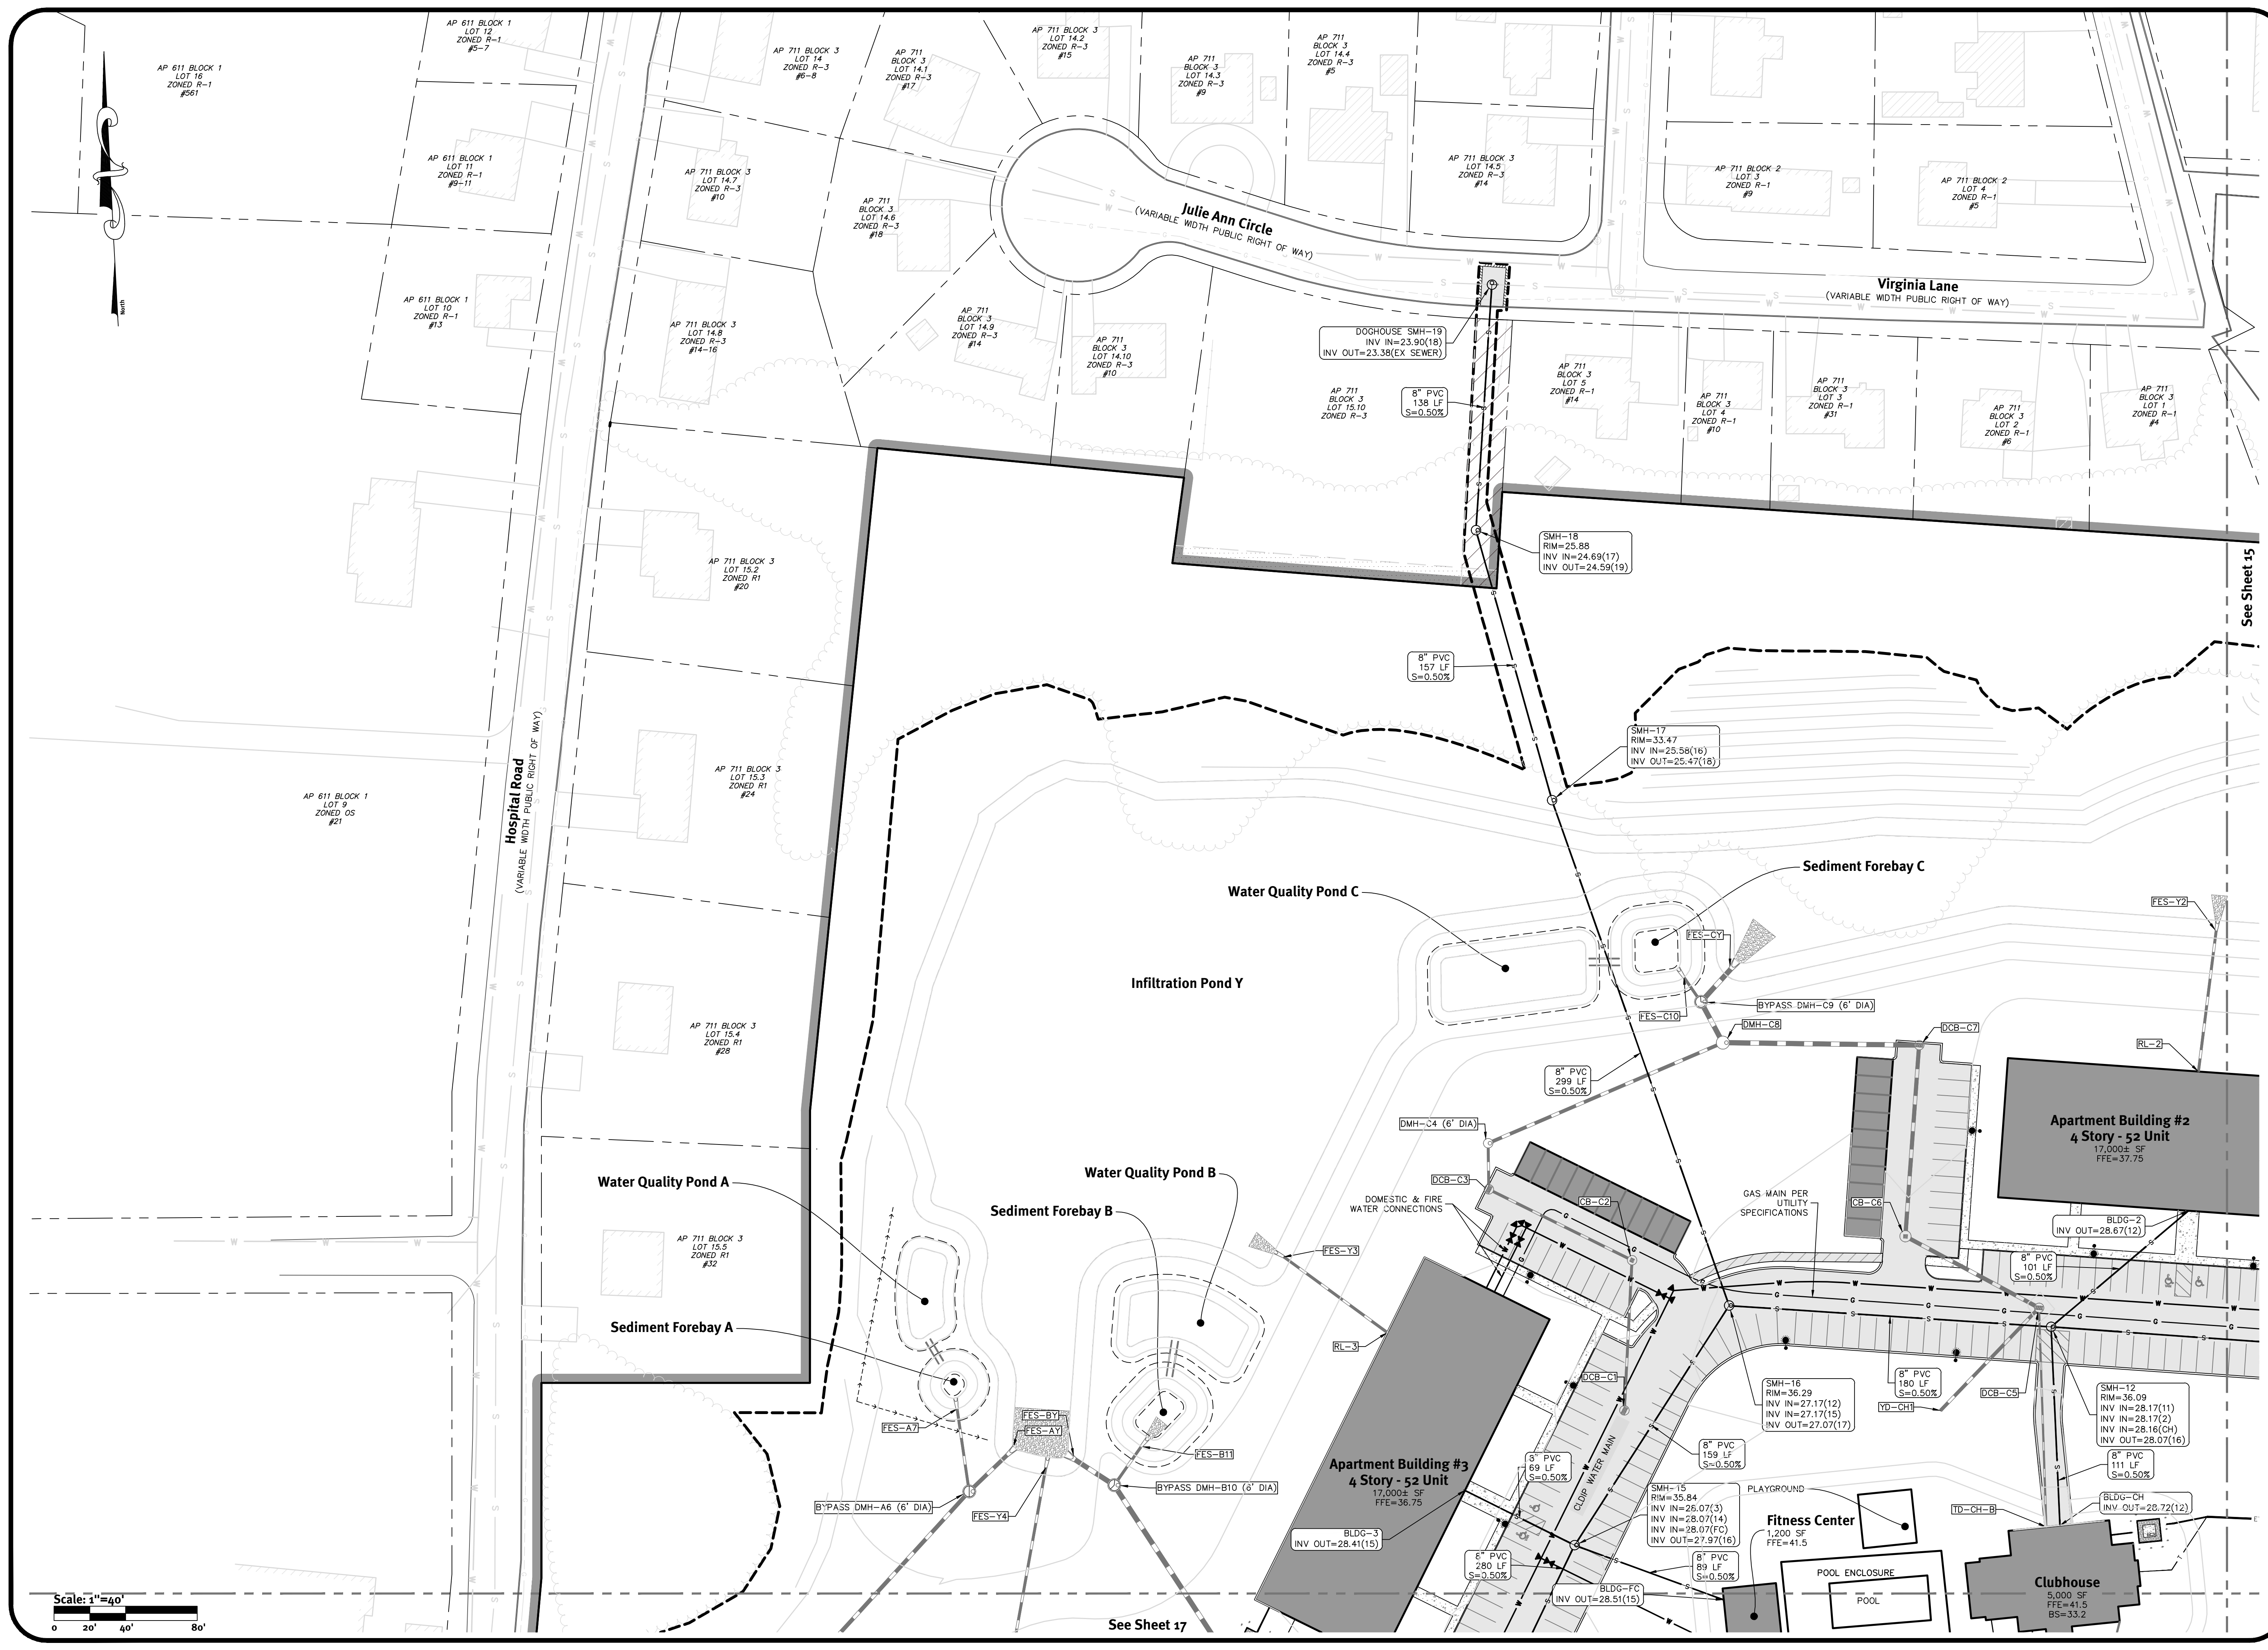 AP 611 BLOCK 1
LOT 16
ZONED R-1
#561
AP 611 BLOCK 1
LOT 12
ZONED R-1
#5-7
AP 711 BLOCK 3
LOT 14
ZONED R-3
#6-8
AP 711
BLOCK 3
LOT 14.1
ZONED R-3
#17
AP 711 BLOCK 3
LOT 14.2
ZONED R-3
#15
AP 711
BLOCK 3
LOT 14.3
ZONED R-3
#9
AP 711
BLOCK 3
LOT 14.4
ZONED R-3
#5
AP 611 BLOCK 1
LOT 11
ZONED R-1
#9-11
AP 711 BLOCK 3
LOT 14.7
ZONED R-3
#10
AP 711
BLOCK 3
LOT 14.6
ZONED R-3
#18
AP 711 BLOCK 3
LOT 14.5
ZONED R-3
#14
AP 711 BLOCK 2
LOT 3
ZONED R-1
#9
AP 711 BLOCK 2
LOT 4
ZONED R-1
#5
North
Julie Ann Circle
(VARIABLE WIDTH PUBLIC RIGHT OF WAY)
Virginia Lane
(VARIABLE WIDTH PUBLIC RIGHT OF WAY)
AP 611 BLOCK 1
LOT 10
ZONED R-1
#13
AP 711 BLOCK 3
LOT 14.8
ZONED R-3
#14-16
AP 711
BLOCK 3
LOT 14.9
ZONED R-3
#14
AP 711
BLOCK 3
LOT 14.10
ZONED R-3
#10
DOGHOUSE SMH-19
INV IN=23.90(18)
INV OUT=23.38(EX SEWER)
AP 711
BLOCK 3
LOT 15.10
ZONED R-3
8" PVC
138 LF
S=0.50%
AP 711
BLOCK 3
LOT 5
ZONED R-1
#14
AP 711
BLOCK 3
LOT 4
ZONED R-1
#10
AP 711
BLOCK 3
LOT 3
ZONED R-1
#31
AP 711
BLOCK 3
LOT 2
ZONED R-1
#6
AP 711
BLOCK 3
LOT 1
ZONED R-1
#4
SMH-18
RIM=25.88
INV IN=24.69(17)
INV OUT=24.59(19)
See Sheet 15
AP 711 BLOCK 3
LOT 15.2
ZONED R1
#20
8" PVC
157 LF
S=0.50%
SMH-17
RIM=33.47
INV IN=25.58(16)
INV OUT=25.47(18)
AP 611 BLOCK 1
LOT 9
ZONED OS
#21
Hospital Road
(VARIABLE WIDTH PUBLIC RIGHT OF WAY)
AP 711 BLOCK 3
LOT 15.3
ZONED R1
#24
Water Quality Pond C
Sediment Forebay C
FES-Y2
FES-CY
Infiltration Pond Y
FES-C10
BYPASS DMH-C9 (6' DIA)
DMH-C8
DCB-C7
RL-2
AP 711 BLOCK 3
LOT 15.4
ZONED R1
#28
8" PVC
299 LF
S=0.50%
DMH-C4 (6' DIA)
Apartment Building #2
4 Story - 52 Unit
17,000± SF
FFE=37.75
Water Quality Pond A
Water Quality Pond B
DCB-C3
DOMESTIC & FIRE
WATER CONNECTIONS
CB-C2
GAS MAIN PER
UTILITY
SPECIFICATIONS
CB-C6
Sediment Forebay B
BLDG-2
INV OUT=28.67(12)
AP 711 BLOCK 3
LOT 15.5
ZONED R1
#32
FES-Y3
8" PVC
101 LF
S=0.50%
Sediment Forebay A
RL-3
DCB-C1
SMH-16
RIM=36.29
INV IN=27.17(12)
INV IN=27.17(15)
INV OUT=27.07(17)
8" PVC
180 LF
S=0.50%
DCB-C5
YD-CH1
SMH-12
RIM=36.09
INV IN=28.17(11)
INV IN=28.17(2)
INV IN=28.16(CH)
INV OUT=28.07(16)
FES-A7
FES-BY
FES-AY
FES-B11
BYPASS DMH-B10 (6' DIA)
BYPASS DMH-A6 (6' DIA)
FES-Y4
Apartment Building #3
4 Story - 52 Unit
17,000± SF
FFE=36.75
8" PVC
69 LF
S=0.50%
CLDIP WATER MAIN
8" PVC
159 LF
S=0.50%
8" PVC
111 LF
S=0.50%
SMH-15
RIM=35.84
INV IN=28.07(3)
INV IN=28.07(14)
INV IN=28.07(FC)
INV OUT=27.97(16)
PLAYGROUND
TD-CH-B
BLDG-CH
INV OUT=28.72(12)
BLDG-3
INV OUT=28.41(15)
Fitness Center
1,200 SF
FFE=41.5
8" PVC
280 LF
S=0.50%
8" PVC
89 LF
S=0.50%
BLDG-FC
INV OUT=28.51(15)
POOL ENCLOSURE
POOL
Clubhouse
5,000 SF
FFE=41.5
BS=33.2
Scale: 1"=40'
0 20' 40' 80'
See Sheet 17